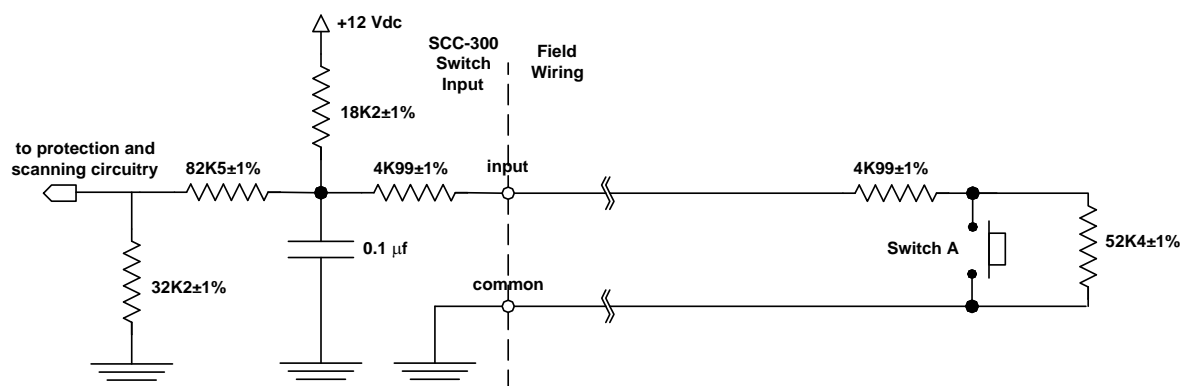 +12 Vdc
SCC-300
Switch
Input
Field
Wiring
18K2±1%
to protection and
scanning circuitry
82K5±1%
4K99±1%
input
4K99±1%
0.1 μf
Switch A
52K4±1%
32K2±1%
common